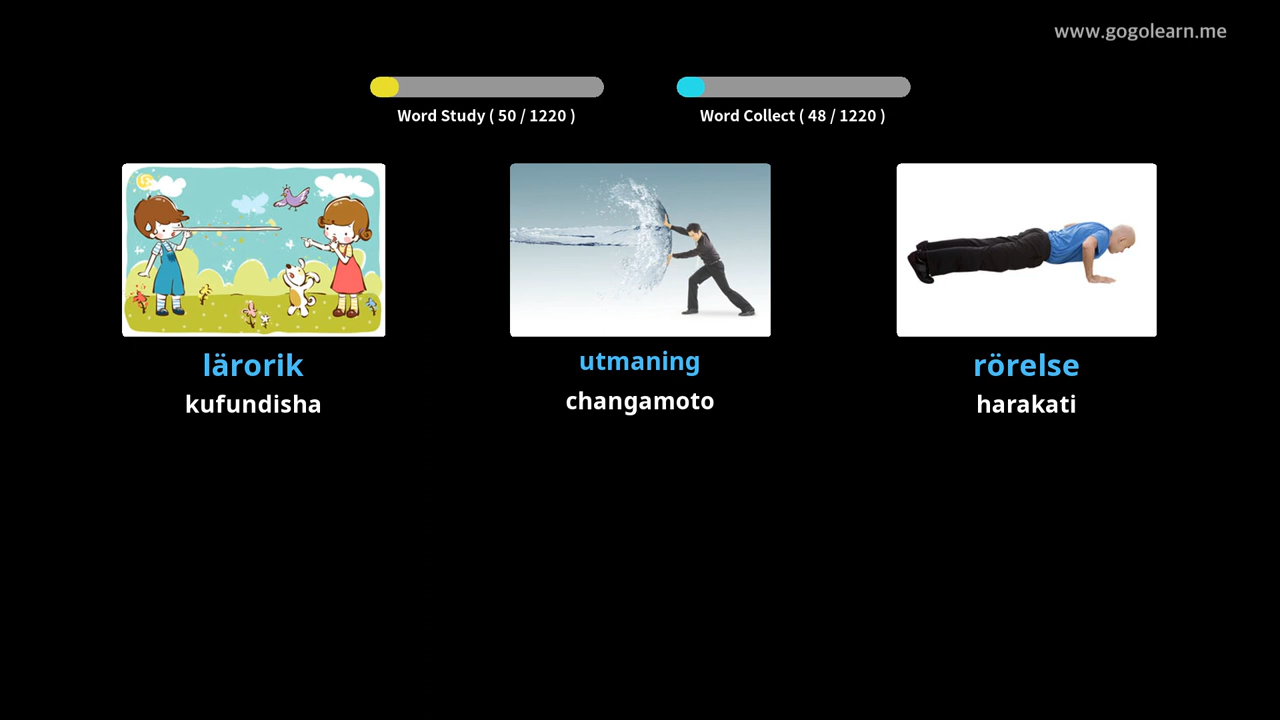 www.gogolearn.me
Word Study ( 50 / 1220 )
Word Collect ( 48 / 1220 )
lärorik
kufundisha
utmaning
changamoto
rörelse
harakati